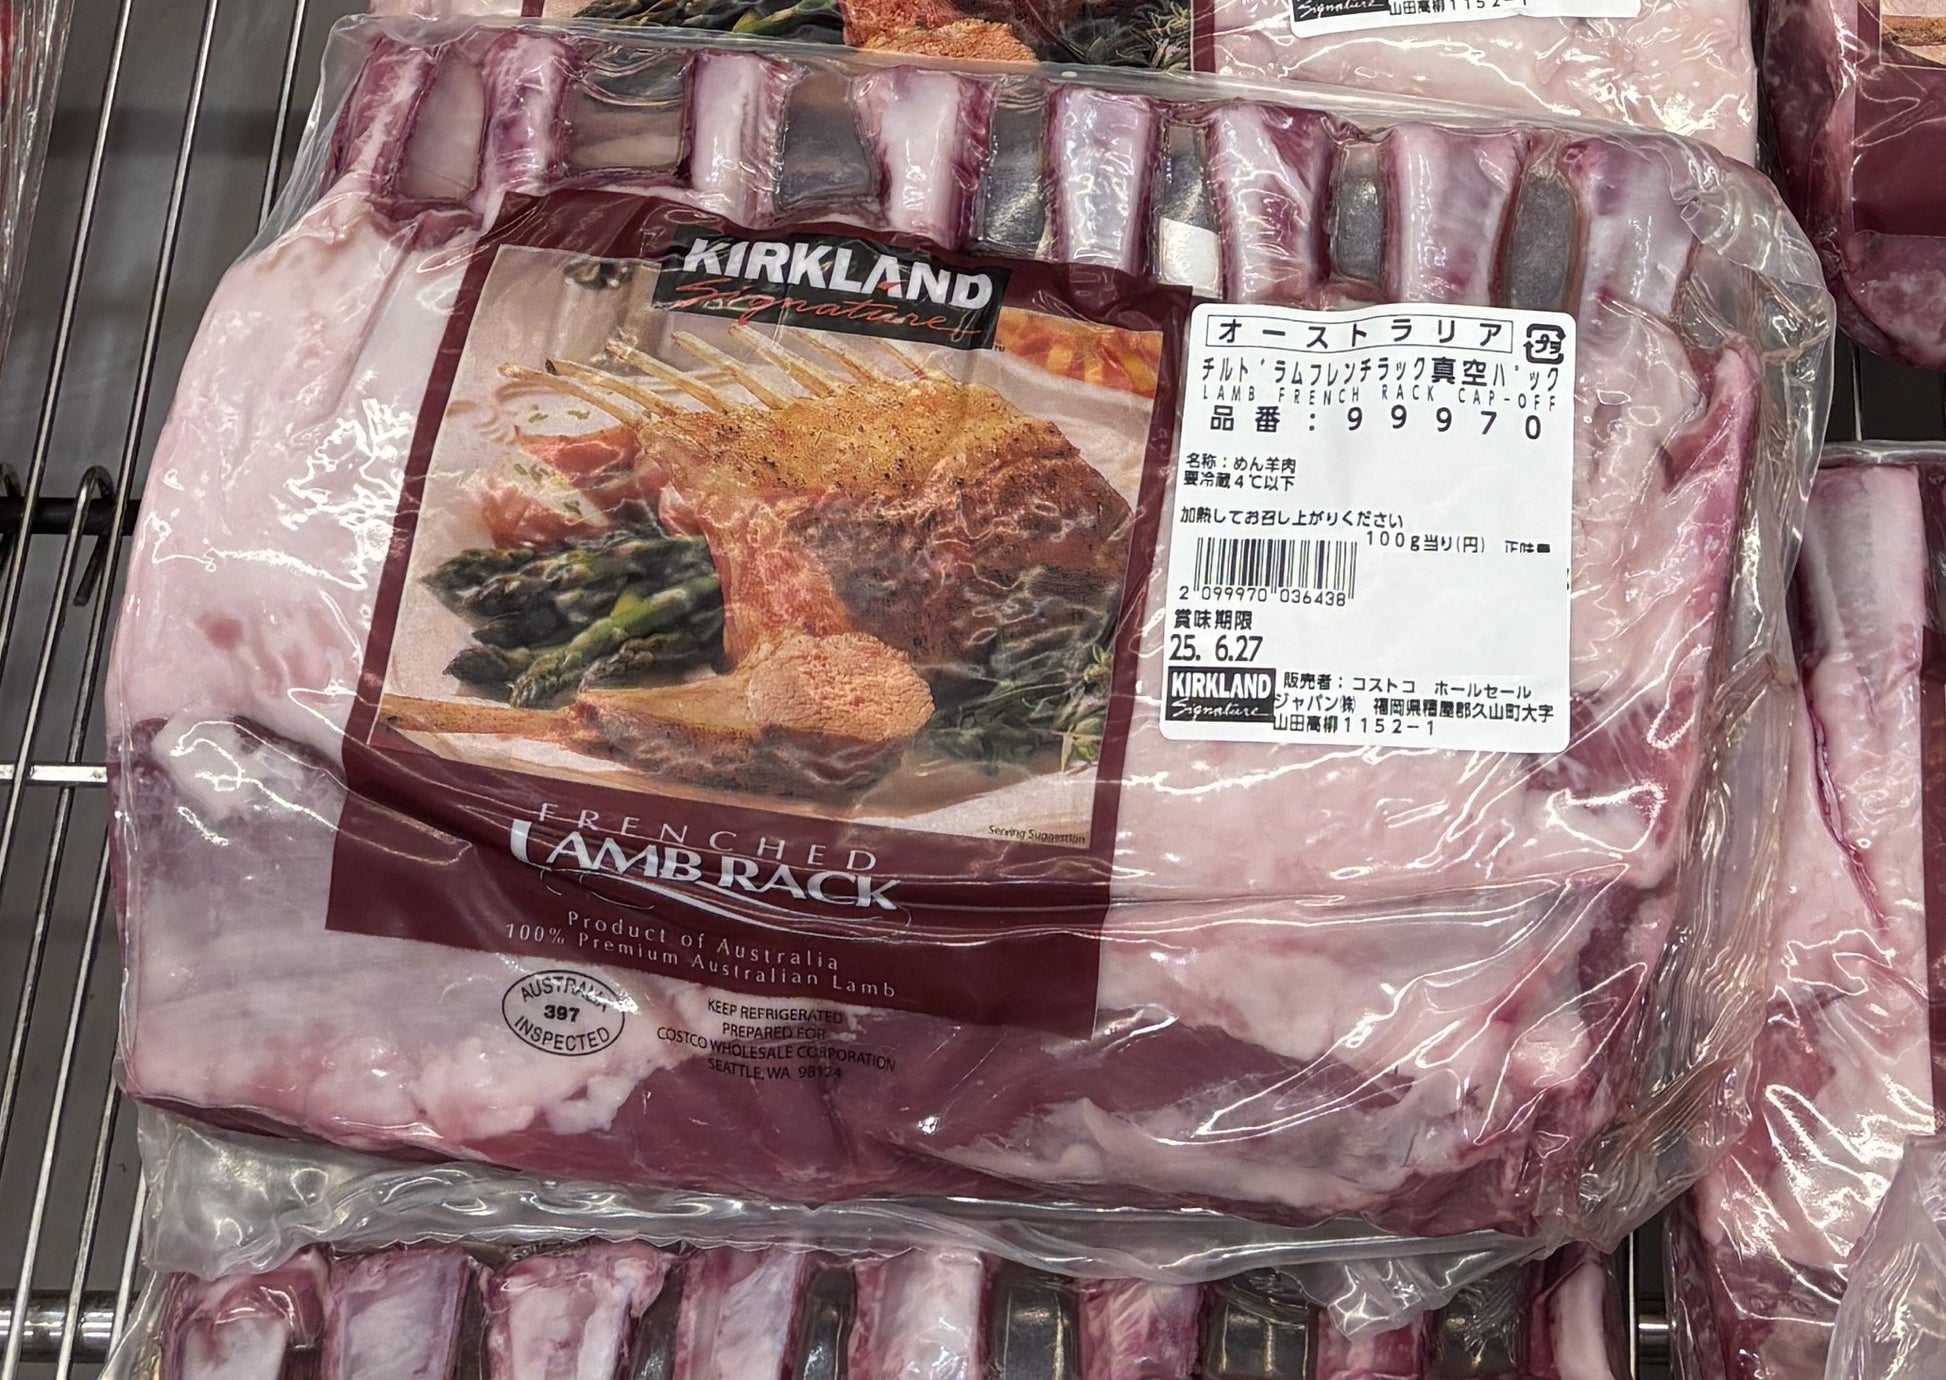 Signature
山田高柳1152-1
KIRKLAND
Signature
TM
Serving Suggestion
FRENCHED
LAMB RACK
Product of Australia
100% Premium Australian Lamb
AUSTRALIA
397
INSPECTED
KEEP REFRIGERATED
PREPARED FOR
COSTCO WHOLESALE CORPORATION
SEATTLE, WA 98124
オーストラリア
プラ
チルドラムフレンチラック真空パック
LAMB FRENCH RACK CAP-OFF
品番:99970
名称:めん羊肉
要冷蔵4℃以下
加熱してお召し上がりください
100g当り(円) 正味量
2 099970 036438
賞味期限
25. 6.27
KIRKLAND
Signature
販売者:コストコ ホールセール
ジャパン㈱ 福岡県糟屋郡久山町大字
山田高柳1152-1